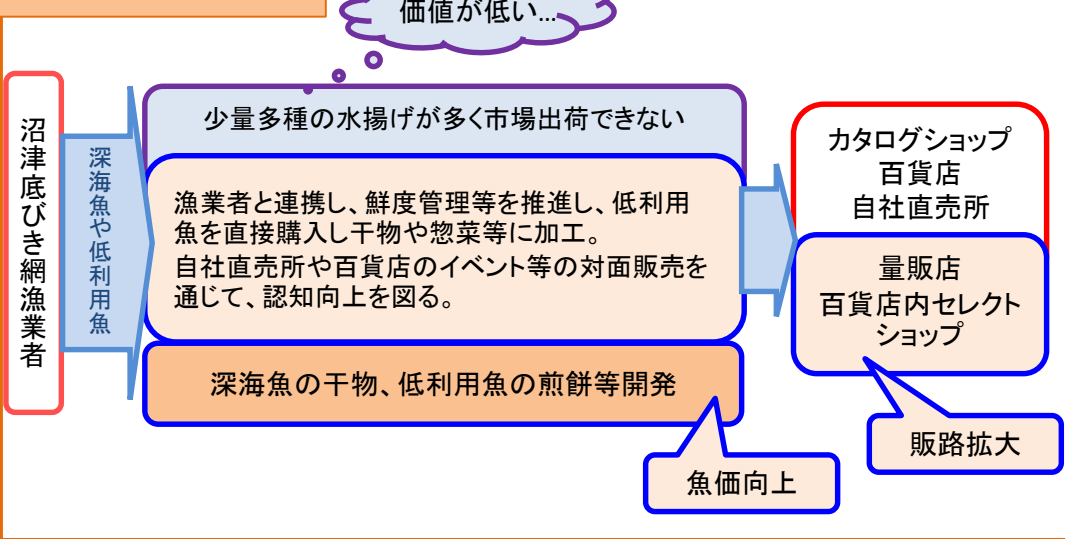 価値が低い…
沼津底びき網漁業者
深海魚や低利用魚
少量多種の水揚げが多く市場出荷できない
漁業者と連携し、鮮度管理等を推進し、低利用
魚を直接購入し干物や惣菜等に加工。
自社直売所や百貨店のイベント等の対面販売を
通じて、認知向上を図る。
深海魚の干物、低利用魚の煎餅等開発
魚価向上
カタログショップ
百貨店
自社直売所
量販店
百貨店内セレクト
ショップ
販路拡大